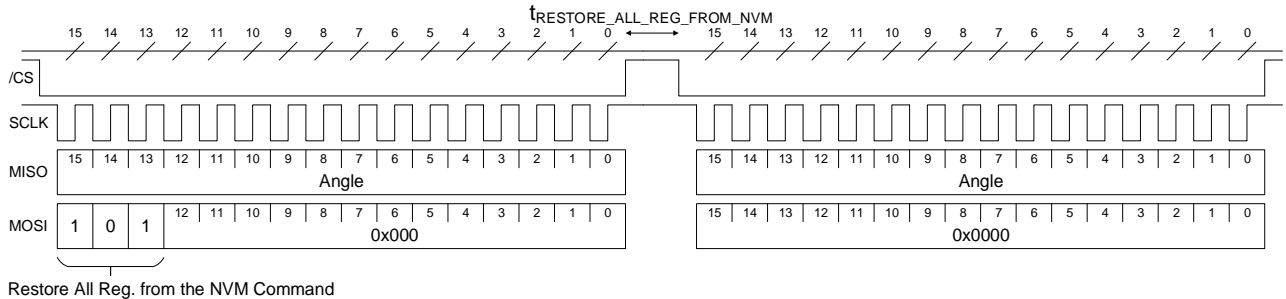 tRESTORE_ALL_REG_FROM_NVM
15 14 13 12 11 10 9 8 7 6 5 4 3 2 1 0 15 14 13 12 11 10 9 8 7 6 5 4 3 2 1 0
/CS
SCLK
15 14 13 12 11 10 9 8 7 6 5 4 3 2 1 0 15 14 13 12 11 10 9 8 7 6 5 4 3 2 1 0
MISO Angle Angle
12 11 10 9 8 7 6 5 4 3 2 1 0 15 14 13 12 11 10 9 8 7 6 5 4 3 2 1 0
MOSI 1 0 1 0x000 0x0000
Restore All Reg. from the NVM Command